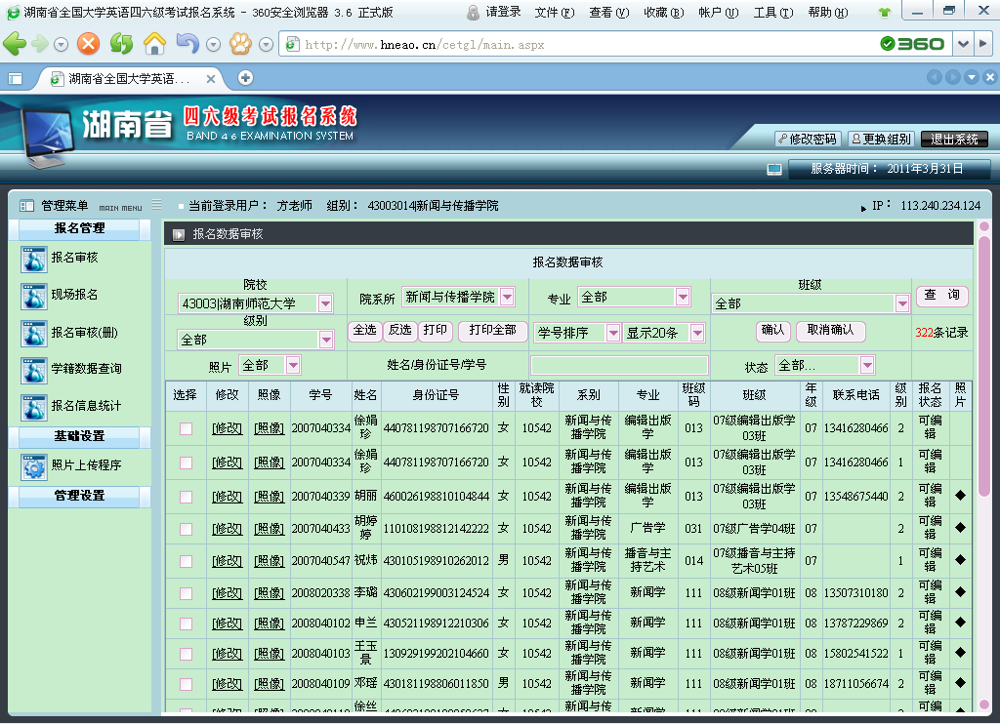 湖南省全国大学英语四六级考试报名系统 - 360安全浏览器 3.6 正式版
请登录 文件(F) 查看(V) 收藏(B) 帐户(U) 工具(T) 帮助(H)
http://www.hneao.cn/cetgl/main.aspx
360
湖南省全国大学英语...
湖南省 四六级考试报名系统
BAND 4 6 EXAMINATION SYSTEM
修改密码 更换组别 退出系统
服务器时间： 2011年3月31日
管理菜单 MAIN MENU 当前登录用户： 方老师 组别： 43003014|新闻与传播学院 IP： 113.240.234.124
报名管理
报名审核
现场报名
报名审核(册)
学籍数据查询
报名信息统计
基础设置
照片上传程序
管理设置
报名数据审核
报名数据审核
院校 43003|湖南师范大学 院系所 新闻与传播学院 专业 全部 班级 全部 查 询
级别 全部 全选 反选 打印 打印全部 学号排序 显示20条 确认 取消确认 322条记录
照片 全部 姓名/身份证号/学号 状态 全部...
选择 修改 照像 学号 姓名 身份证号 性别 就读院校 系别 专业 班级码 班级 年级 联系电话 级别 报名状态 照片
[修改] [照像] 2007040334 徐娟珍 440781198707166720 女 10542 新闻与传播学院 编辑出版学 013 07级编辑出版学03班 07 13416280466 2 可编辑
[修改] [照像] 2007040334 徐娟珍 440781198707166720 女 10542 新闻与传播学院 编辑出版学 013 07级编辑出版学03班 07 13416280466 1 可编辑
[修改] [照像] 2007040339 胡丽 460026198810104844 女 10542 新闻与传播学院 编辑出版学 013 07级编辑出版学03班 07 13548675440 2 可编辑 ◆
[修改] [照像] 2007040433 胡婷婷 110108198812142222 女 10542 新闻与传播学院 广告学 031 07级广告学04班 07 2 可编辑 ◆
[修改] [照像] 2007040547 祝炜 430105198910262012 男 10542 新闻与传播学院 播音与主持艺术 014 07级播音与主持艺术05班 07 1 可编辑 ◆
[修改] [照像] 2008020338 李璐 430602199003124524 女 10542 新闻与传播学院 新闻学 111 08级新闻学01班 08 13507310180 2 可编辑 ◆
[修改] [照像] 2008040102 申兰 430521198912210306 女 10542 新闻与传播学院 新闻学 111 08级新闻学01班 08 13787229869 2 可编辑 ◆
[修改] [照像] 2008040103 王玉景 130929199202104660 女 10542 新闻与传播学院 新闻学 111 08级新闻学01班 08 15802541522 1 可编辑 ◆
[修改] [照像] 2008040109 邓瑶 430181198806011850 男 10542 新闻与传播学院 新闻学 111 08级新闻学01班 08 18711056674 2 可编辑 ◆
徐丝 新闻与传 可编